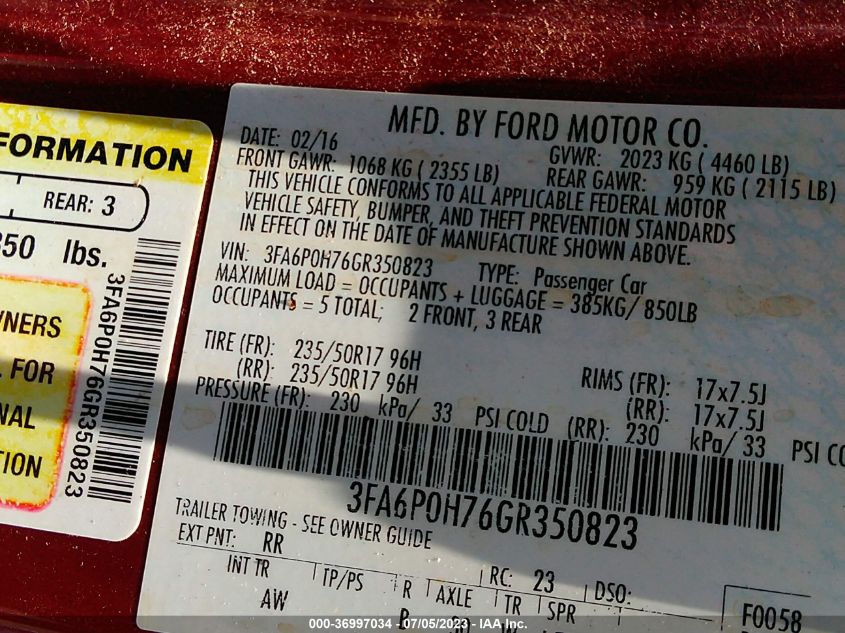 FORMATION
REAR: 3
850 lbs.
WNERS
FOR
NAL
TION
3FA6P0H76GR350823
MFD. BY FORD MOTOR CO.
DATE: 02/16 GVWR: 2023 KG ( 4460 LB)
FRONT GAWR: 1068 KG ( 2355 LB) REAR GAWR: 959 KG ( 2115 LB)
THIS VEHICLE CONFORMS TO ALL APPLICABLE FEDERAL MOTOR
VEHICLE SAFETY, BUMPER, AND THEFT PREVENTION STANDARDS
IN EFFECT ON THE DATE OF MANUFACTURE SHOWN ABOVE.
VIN: 3FA6P0H76GR350823 TYPE: Passenger Car
MAXIMUM LOAD = OCCUPANTS + LUGGAGE = 385KG/ 850LB
OCCUPANTS = 5 TOTAL; 2 FRONT, 3 REAR
TIRE (FR): 235/50R17 96H RIMS (FR): 17x7.5J
(RR): 235/50R17 96H (RR): 17x7.5J
PRESSURE (FR): 230 kPa/ 33 PSI COLD (RR): 230 kPa/ 33 PSI CO
3FA6P0H76GR350823
TRAILER TOWING - SEE OWNER GUIDE
EXT PNT: RR RC: 23 DSO:
INT TR TP/PS R AXLE TR SPR F0058
AW
000-36997034 - 07/05/2023 - IAA Inc.